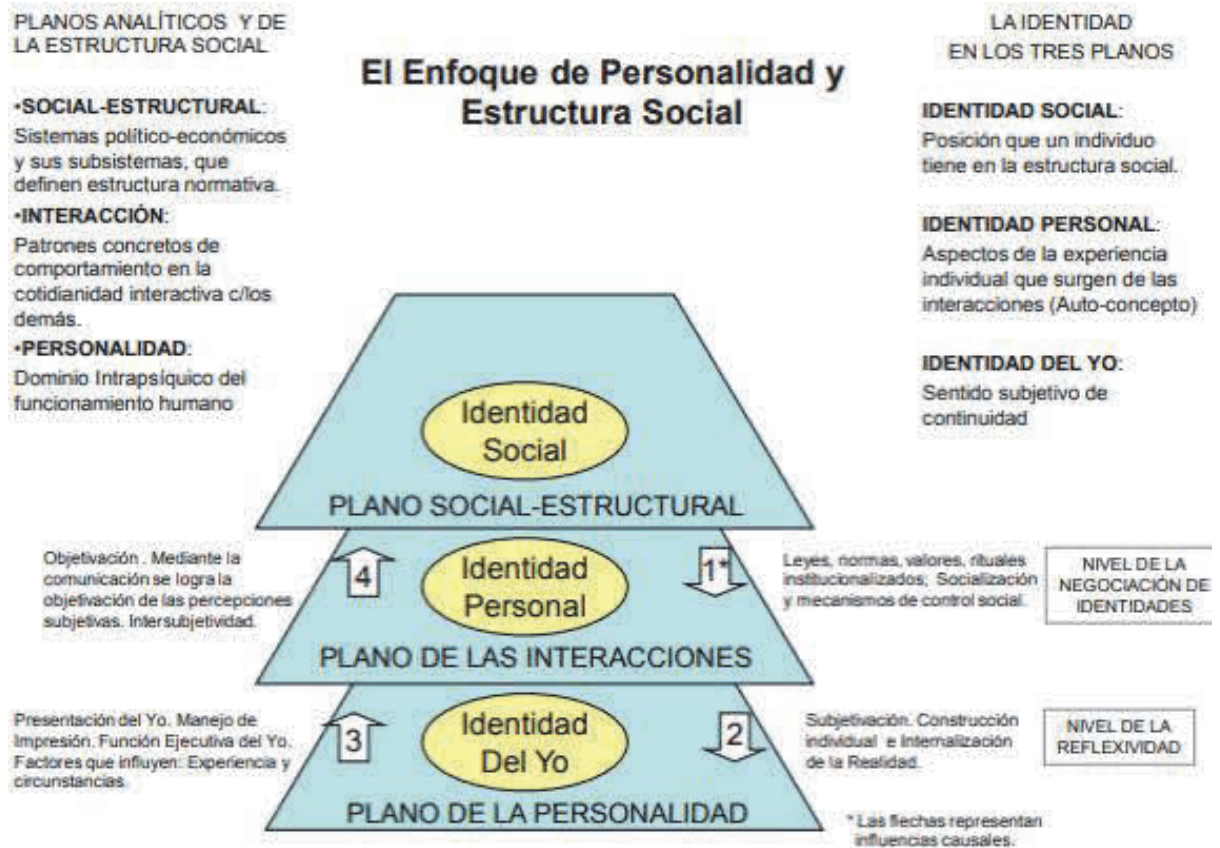 PLANOS ANALÍTICOS Y DE
LA ESTRUCTURA SOCIAL
•SOCIAL-ESTRUCTURAL:
Sistemas político-económicos
y sus subsistemas, que
definen estructura normativa.
•INTERACCIÓN:
Patrones concretos de
comportamiento en la
cotidianidad interactiva c/los
demás.
•PERSONALIDAD:
Dominio Intrapsíquico del
funcionamiento humano
El Enfoque de Personalidad y
Estructura Social
LA IDENTIDAD
EN LOS TRES PLANOS
IDENTIDAD SOCIAL:
Posición que un individuo
tiene en la estructura social.
IDENTIDAD PERSONAL:
Aspectos de la experiencia
individual que surgen de las
interacciones (Auto-concepto)
IDENTIDAD DEL YO:
Sentido subjetivo de
continuidad
Identidad
Social
PLANO SOCIAL-ESTRUCTURAL
Objetivación . Mediante la
comunicación se logra la
objetivación de las percepciones
subjetivas. Intersubjetividad.
4
Identidad
Personal
1*
Leyes, normas, valores, rituales
institucionalizados; Socialización
y mecanismos de control social.
NIVEL DE LA
NEGOCIACIÓN DE
IDENTIDADES
PLANO DE LAS INTERACCIONES
Presentación del Yo. Manejo de
Impresión. Función Ejecutiva del Yo.
Factores que influyen: Experiencia y
circunstancias.
3
Identidad
Del Yo
2
Subjetivación. Construcción
individual e Internalización
de la Realidad.
NIVEL DE LA
REFLEXIVIDAD
PLANO DE LA PERSONALIDAD
* Las flechas representan
influencias causales.